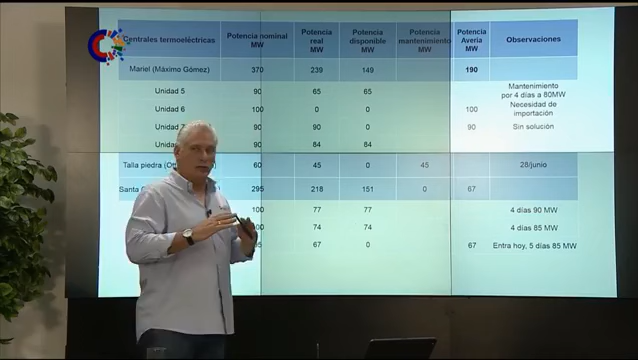 Centrales termoeléctricas Potencia nominal MW Potencia real MW Potencia disponible MW Potencia mantenimiento MW Potencia Avería MW Observaciones
Mariel (Máximo Gómez) 370 239 149 190
Unidad 5 90 65 65 Mantenimiento por 4 días a 80MW
Unidad 6 100 0 0 100 Necesidad de importación
Unidad 90 0 90 Sin solución
Unidad 90 84 84
Talla piedra 60 45 0 45 28/junio
Santa 295 218 151 0 67
100 77 77 4 días 90 MW
74 74 4 días 85 MW
67 0 67 Entra hoy, 5 días 85 MW